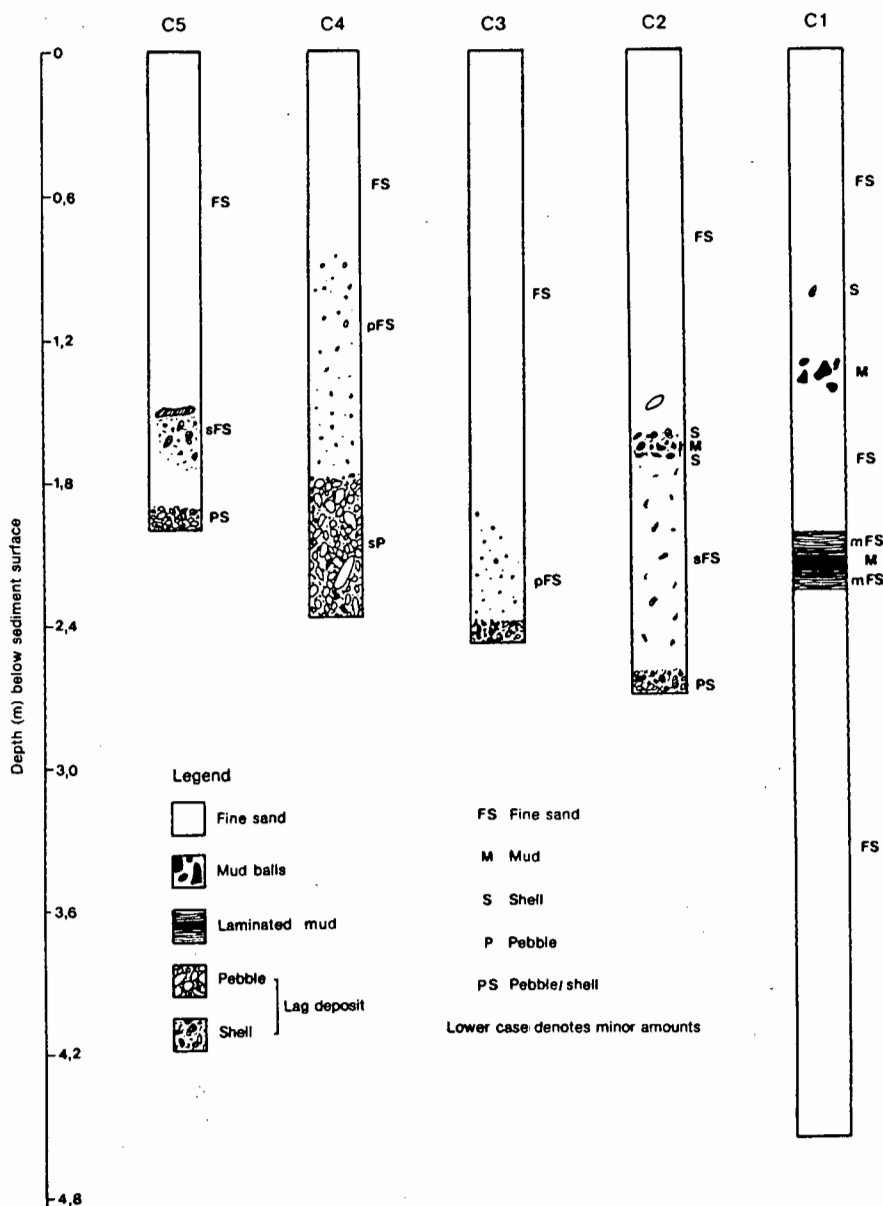 C5 C4 C3 C2 C1
0
0,6
1,2
1,8
2,4
3,0
3,6
4,2
4,8
Depth (m) below sediment surface
FS
sFS
PS
FS
pFS
sP
FS
pFS
FS
S
M
S
sFS
PS
FS
S
M
FS
mFS
M
mFS
FS
Legend
Fine sand
Mud balls
Laminated mud
Pebble
Shell
Lag deposit
FS Fine sand
M Mud
S Shell
P Pebble
PS Pebble/shell
Lower case denotes minor amounts